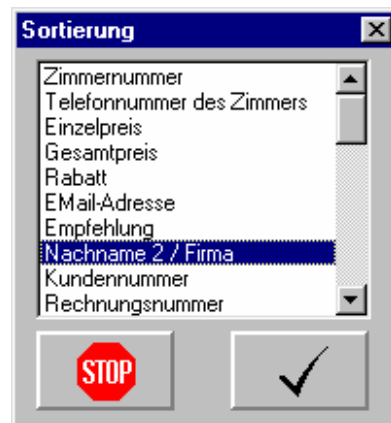 Sortierung
Zimmernummer
Telefonnummer des Zimmers
Einzelpreis
Gesamtpreis
Rabatt
EMail-Adresse
Empfehlung
Nachname 2 / Firma
Kundennummer
Rechnungsnummer
STOP